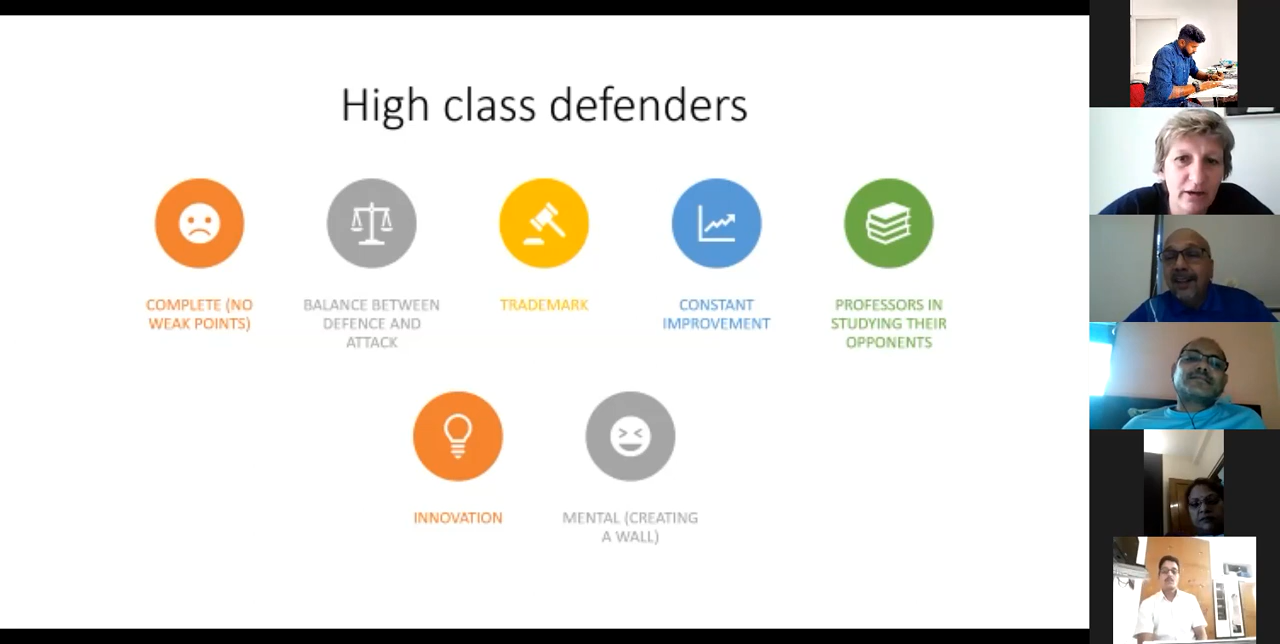 High class defenders
COMPLETE (NO
WEAK POINTS)
BALANCE BETWEEN
DEFENCE AND
ATTACK
TRADEMARK
CONSTANT
IMPROVEMENT
PROFESSORS IN
STUDYING THEIR
OPPONENTS
INNOVATION
MENTAL (CREATING
A WALL)